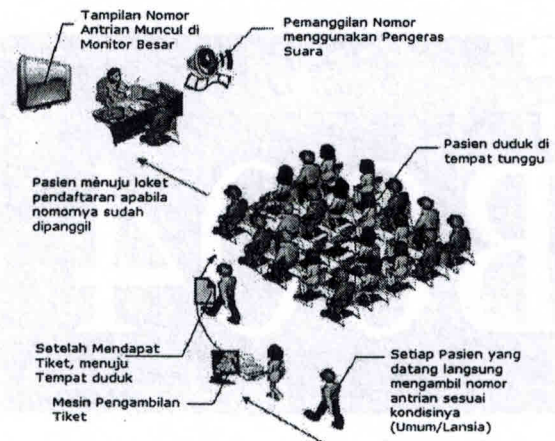 Tampilan Nomor
Antrian Muncul di
Monitor Besar
Pemanggilan Nomor
menggunakan Pengeras
Suara
Pasien duduk di
tempat tunggu
Pasien menuju loket
pendaftaran apabila
nomornya sudah
dipanggil
Setelah Mendapat
Tiket, menuju
Tempat duduk
Mesin Pengambilan
Tiket
Setiap Pasien yang
datang langsung
mengambil nomor
antrian sesuai
kondisinya
(Umum/Lansia)